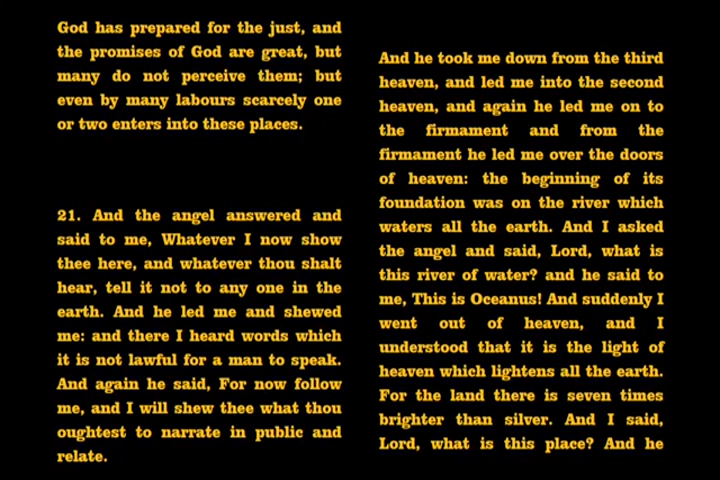 God has prepared for the just, and
the promises of God are great, but
many do not perceive them; but
even by many labours scarcely one
or two enters into these places.
21. And the angel answered and
said to me, Whatever I now show
thee here, and whatever thou shalt
hear, tell it not to any one in the
earth. And he led me and shewed
me: and there I heard words which
it is not lawful for a man to speak.
And again he said, For now follow
me, and I will shew thee what thou
oughtest to narrate in public and
relate.
And he took me down from the third
heaven, and led me into the second
heaven, and again he led me on to
the firmament and from the
firmament he led me over the doors
of heaven: the beginning of its
foundation was on the river which
waters all the earth. And I asked
the angel and said, Lord, what is
this river of water? and he said to
me, This is Oceanus! And suddenly I
went out of heaven, and I
understood that it is the light of
heaven which lightens all the earth.
For the land there is seven times
brighter than silver. And I said,
Lord, what is this place? And he